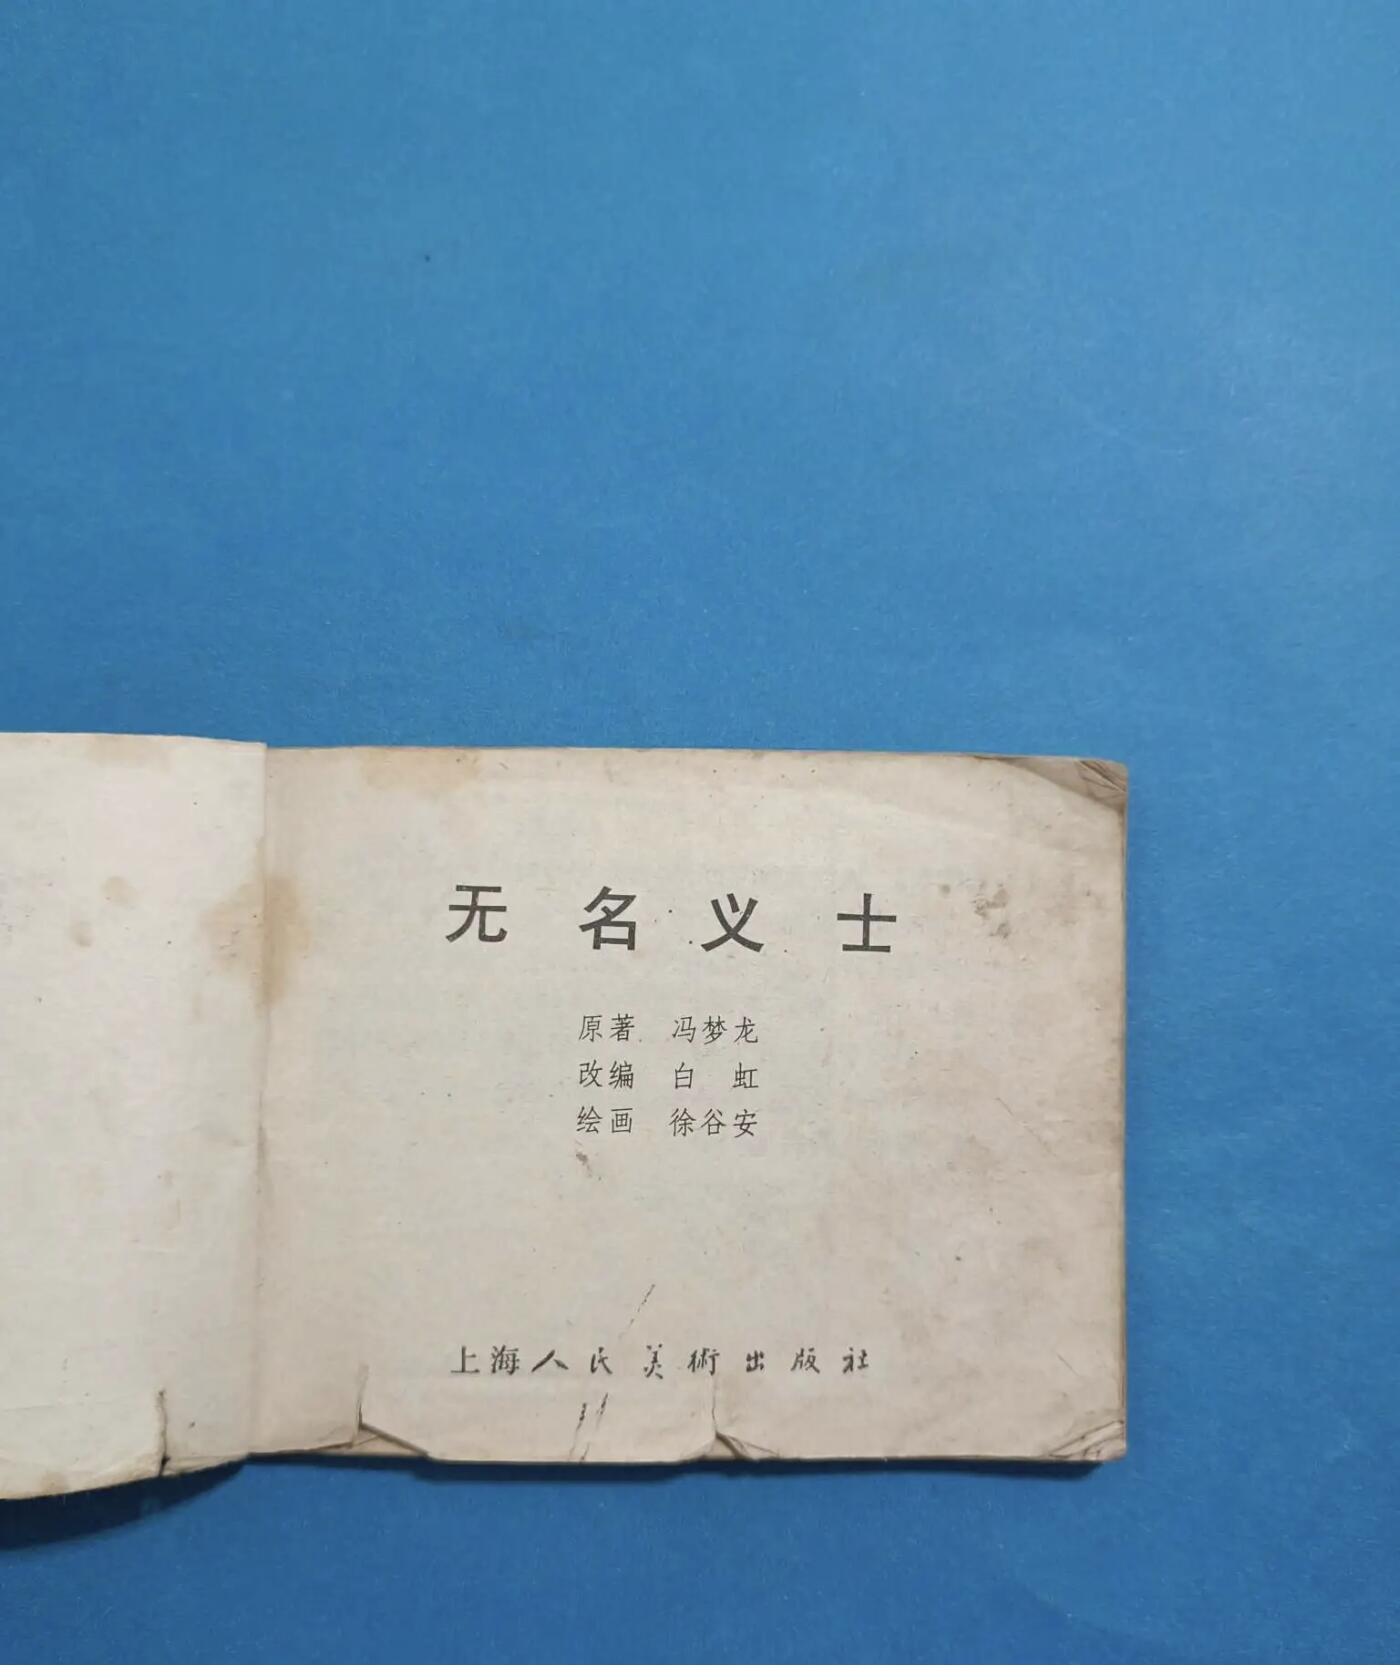 无名义士
原著 冯梦龙
改编 白虹
绘画 徐谷安
上海人民美術出版社